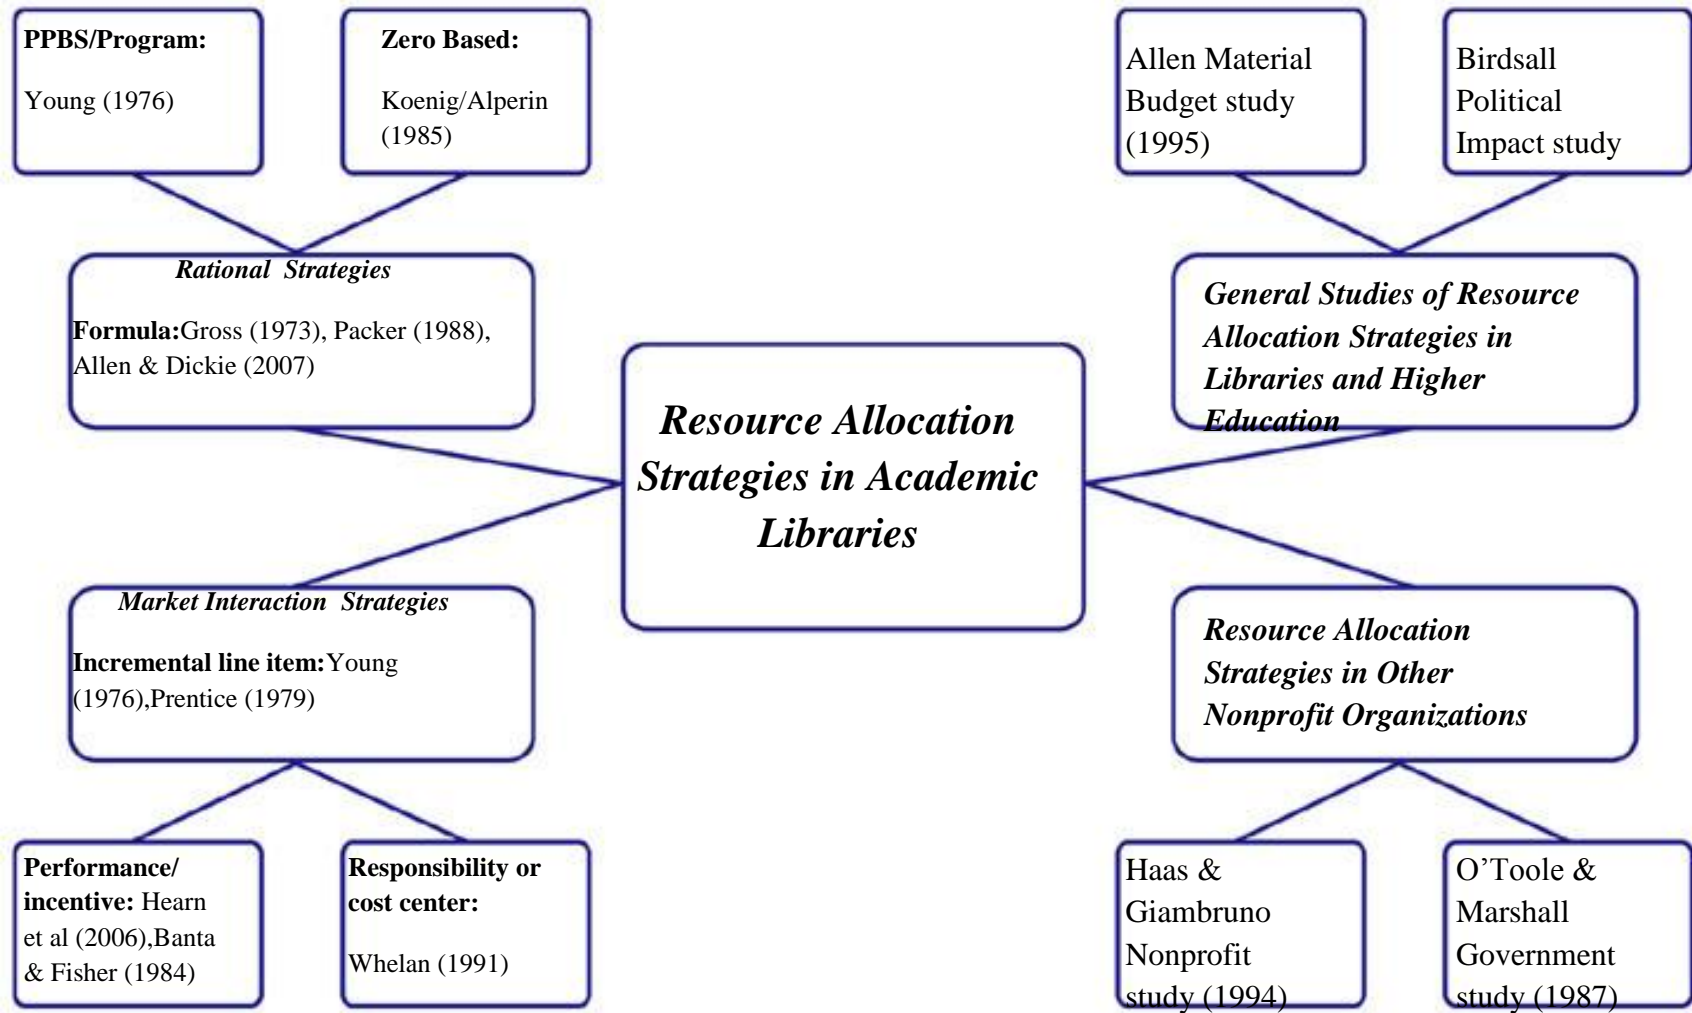 PPBS/Program:
Young (1976)
Zero Based:
Koenig/Alperin
(1985)
Allen Material
Budget study
(1995)
Birdsall
Political
Impact study
Rational  Strategies
Formula:Gross (1973), Packer (1988),
Allen & Dickie (2007)
General Studies of Resource
Allocation Strategies in
Libraries and Higher
Education
Resource Allocation
Strategies in Academic
Libraries
Market Interaction  Strategies
Incremental line item:Young
(1976),Prentice (1979)
Resource Allocation
Strategies in Other
Nonprofit Organizations
Performance/
incentive: Hearn
et al (2006),Banta
& Fisher (1984)
Responsibility or
cost center:
Whelan (1991)
Haas &
Giambruno
Nonprofit
study (1994)
O’Toole &
Marshall
Government
study (1987)